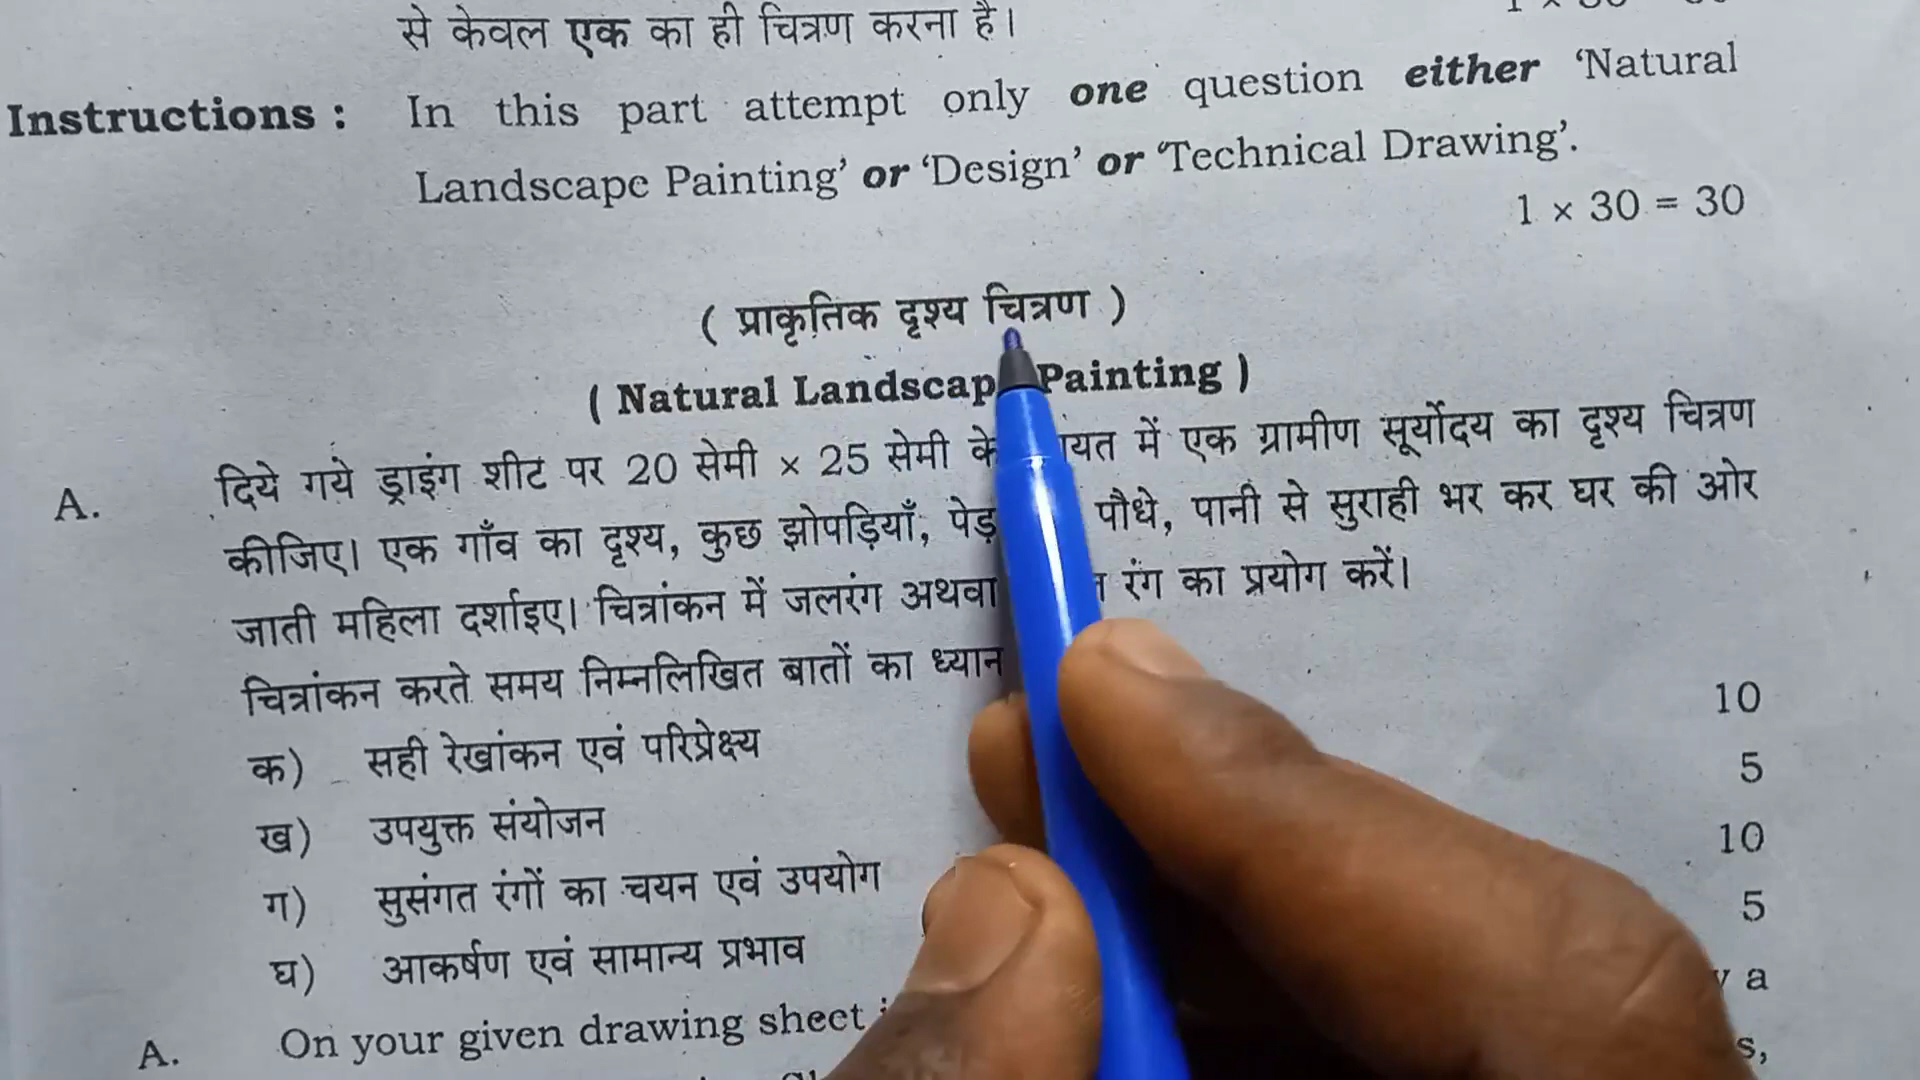 से केवल एक का ही चित्रण करना है।
Instructions : In this part attempt only one question either ‘Natural
Landscape Painting’ or ‘Design’ or ‘Technical Drawing’.
1 × 30 = 30
( प्राकृतिक दृश्य चित्रण )
( Natural Landscap Painting )
A. दिये गये ड्राइंग शीट पर 20 सेमी × 25 सेमी के में एक ग्रामीण सूर्योदय का दृश्य चित्रण
कीजिए। एक गाँव का दृश्य, कुछ झोपड़ियाँ, पेड़ पौधे, पानी से सुराही भर कर घर की ओर
जाती महिला दर्शाइए। चित्रांकन में जलरंग अथवा रंग का प्रयोग करें।
चित्रांकन करते समय निम्नलिखित बातों का ध्यान
क) सही रेखांकन एवं परिप्रेक्ष्य 10
ख) उपयुक्त संयोजन 5
ग) सुसंगत रंगों का चयन एवं उपयोग 10
घ) आकर्षण एवं सामान्य प्रभाव 5
A. On your given drawing sheet a
s,